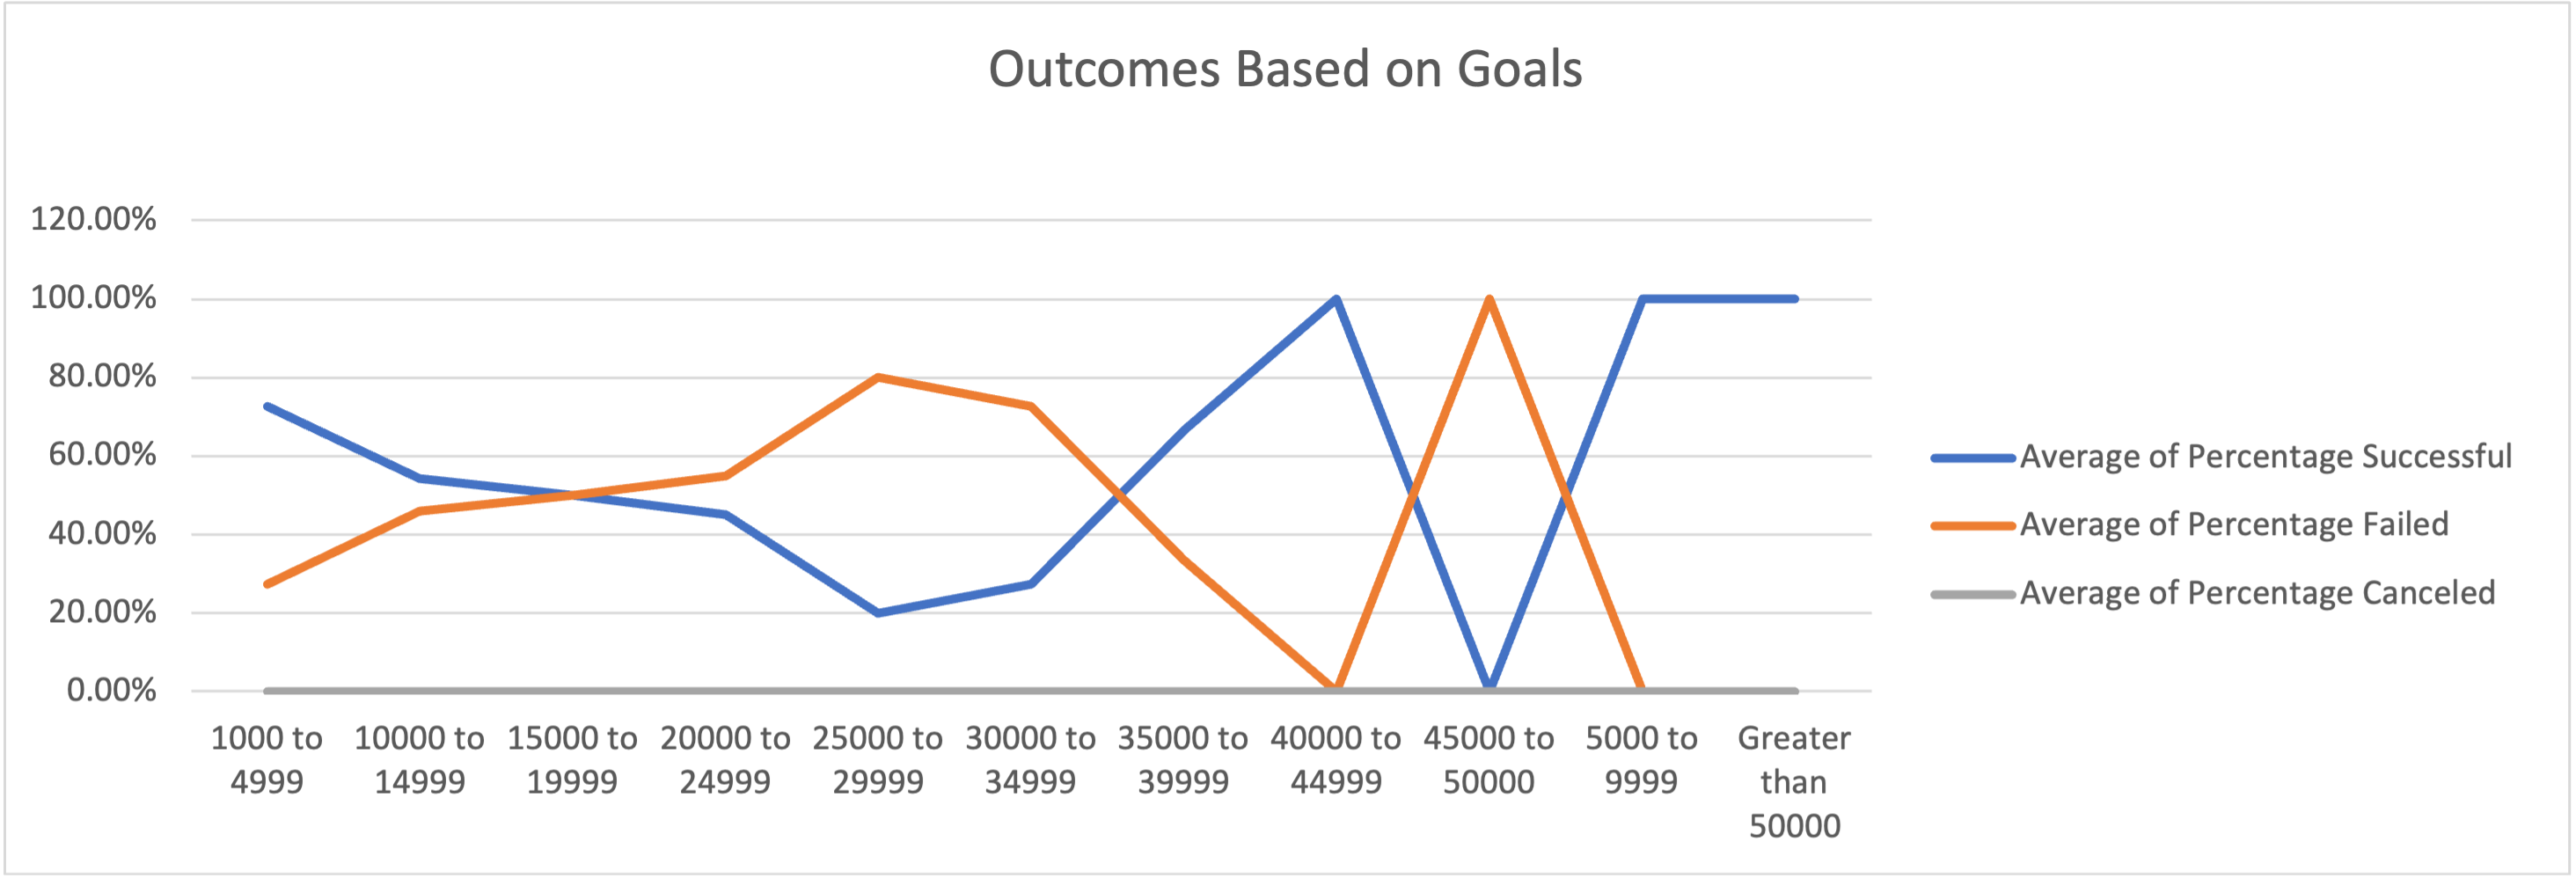 Outcomes Based on Goals
120.00%
100.00%
80.00%
60.00%
40.00%
20.00%
0.00%
1000 to
4999
10000 to
14999
15000 to
19999
20000 to
24999
25000 to
29999
30000 to
34999
35000 to
39999
40000 to
44999
45000 to
50000
5000 to
9999
Greater
than
50000
Average of Percentage Successful
Average of Percentage Failed
Average of Percentage Canceled